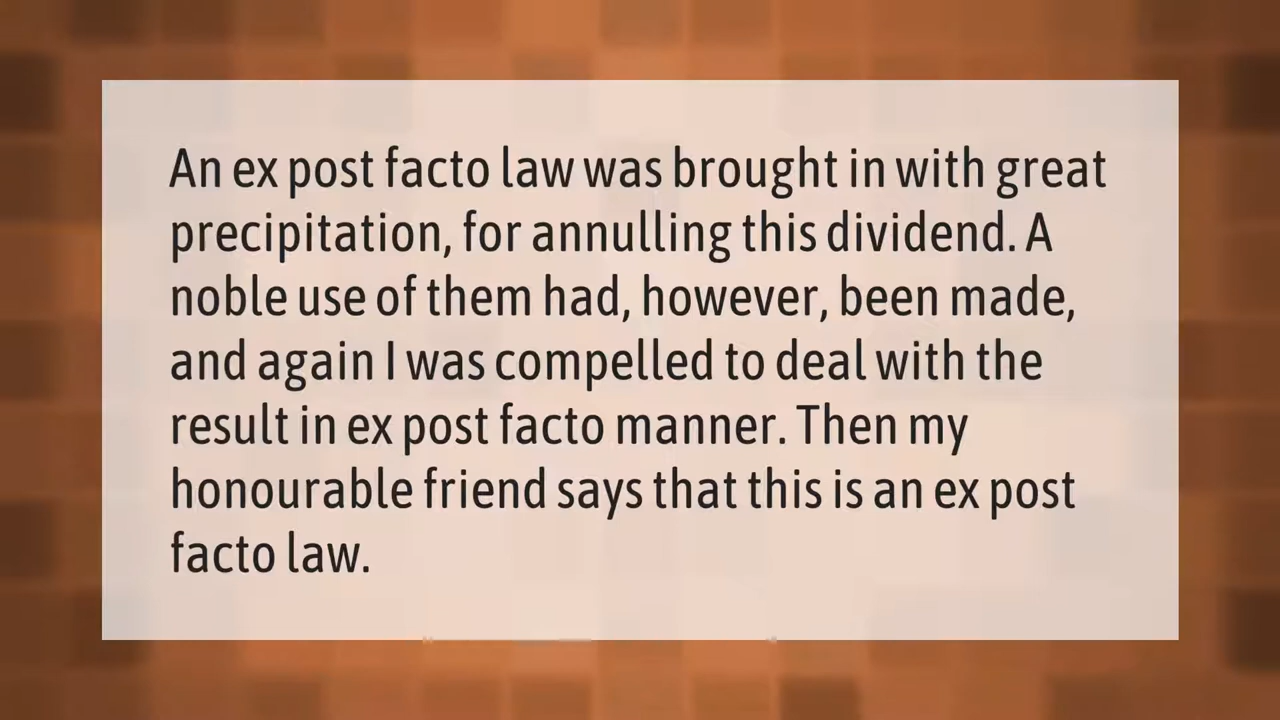 An ex post facto law was brought in with great
precipitation, for annulling this dividend. A
noble use of them had, however, been made,
and again I was compelled to deal with the
result in ex post facto manner. Then my
honourable friend says that this is an ex post
facto law.